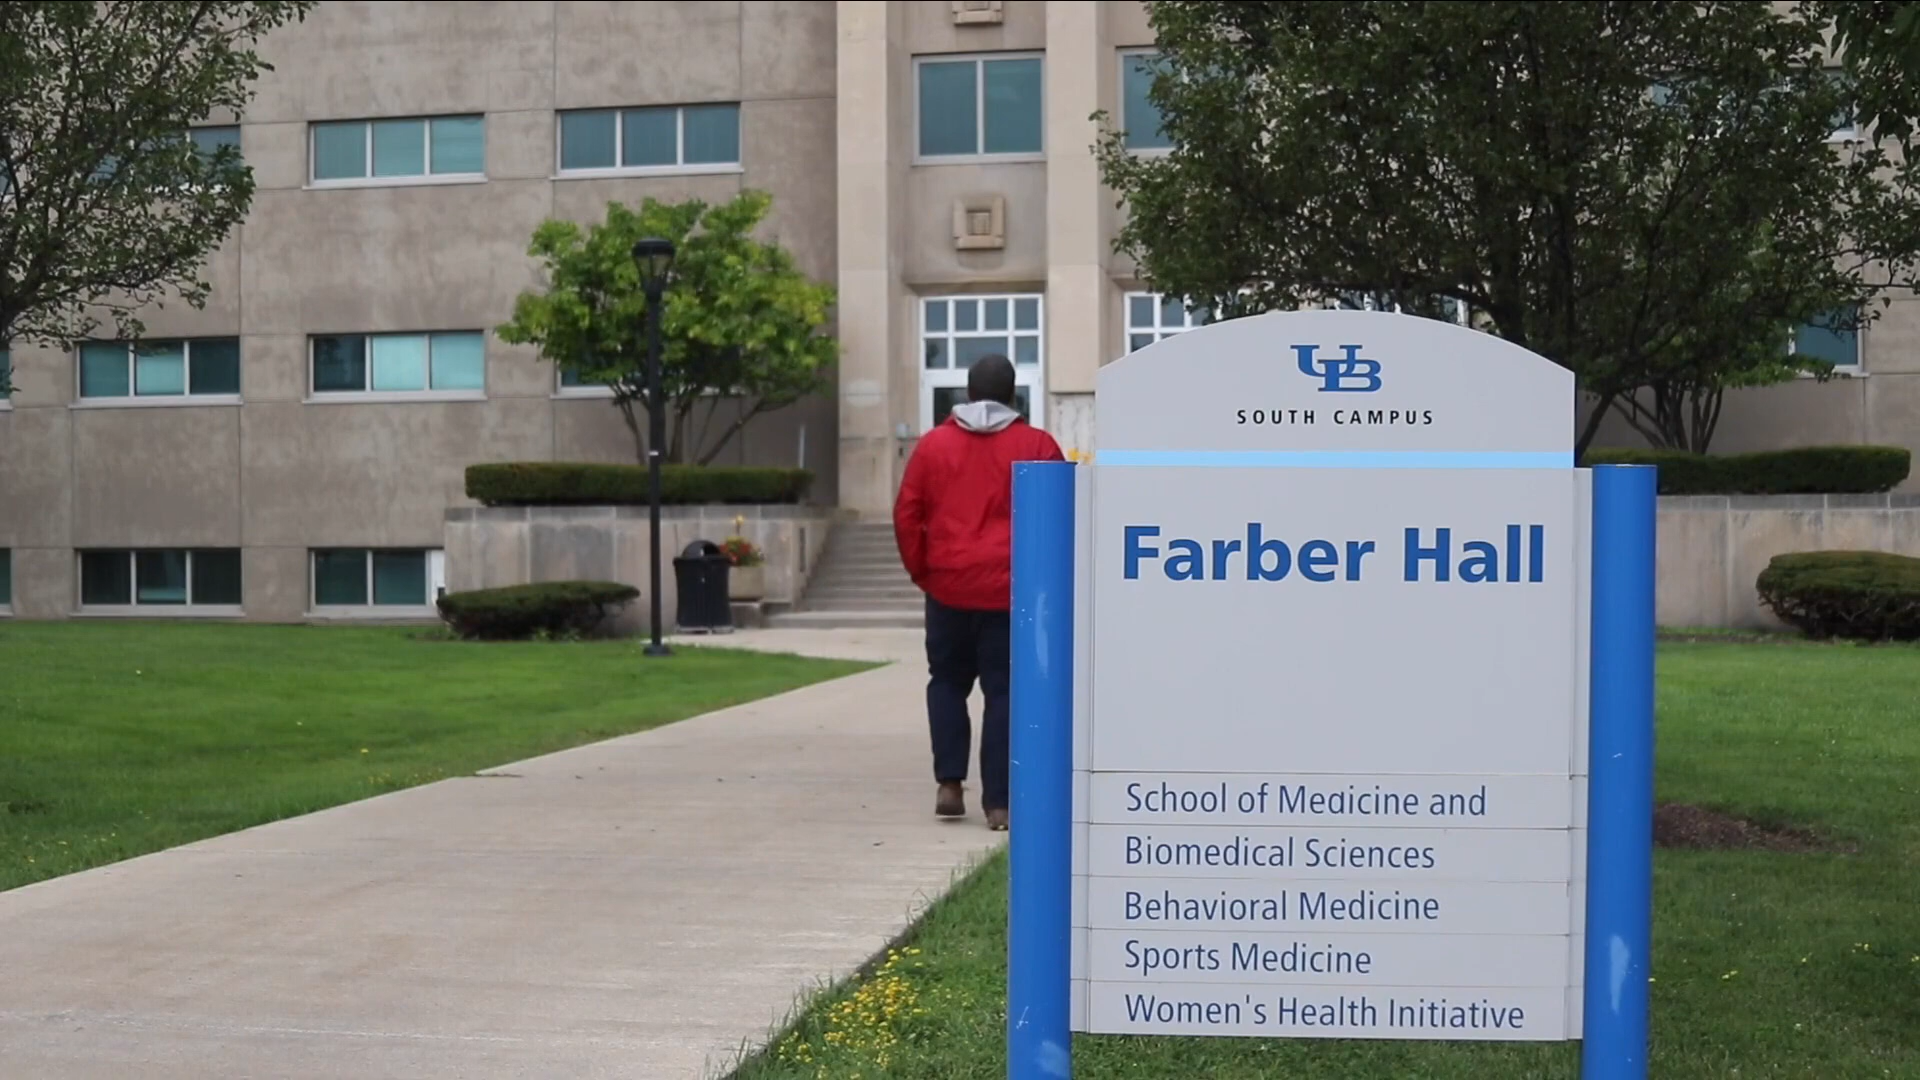 UB
SOUTH CAMPUS
Farber Hall
School of Medicine and
Biomedical Sciences
Behavioral Medicine
Sports Medicine
Women's Health Initiative